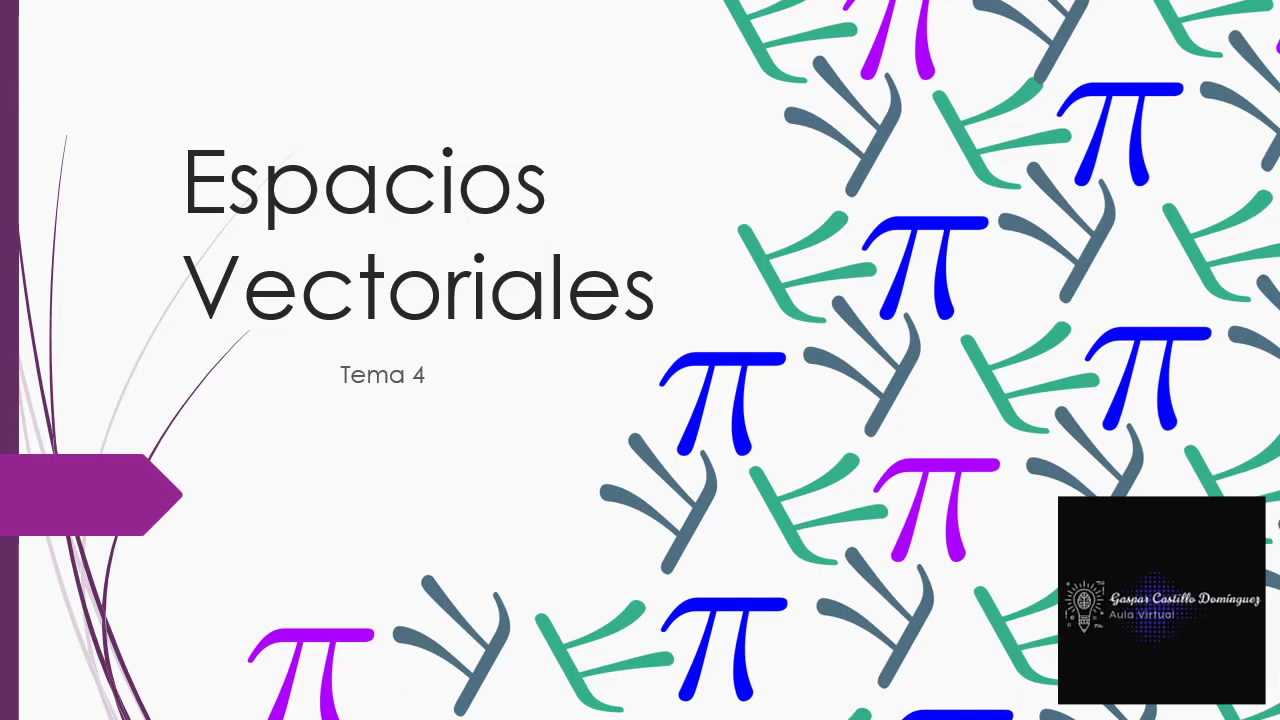 Espacios
Vectoriales
Tema 4
Gaspar Castillo Domínguez
Aula Virtual